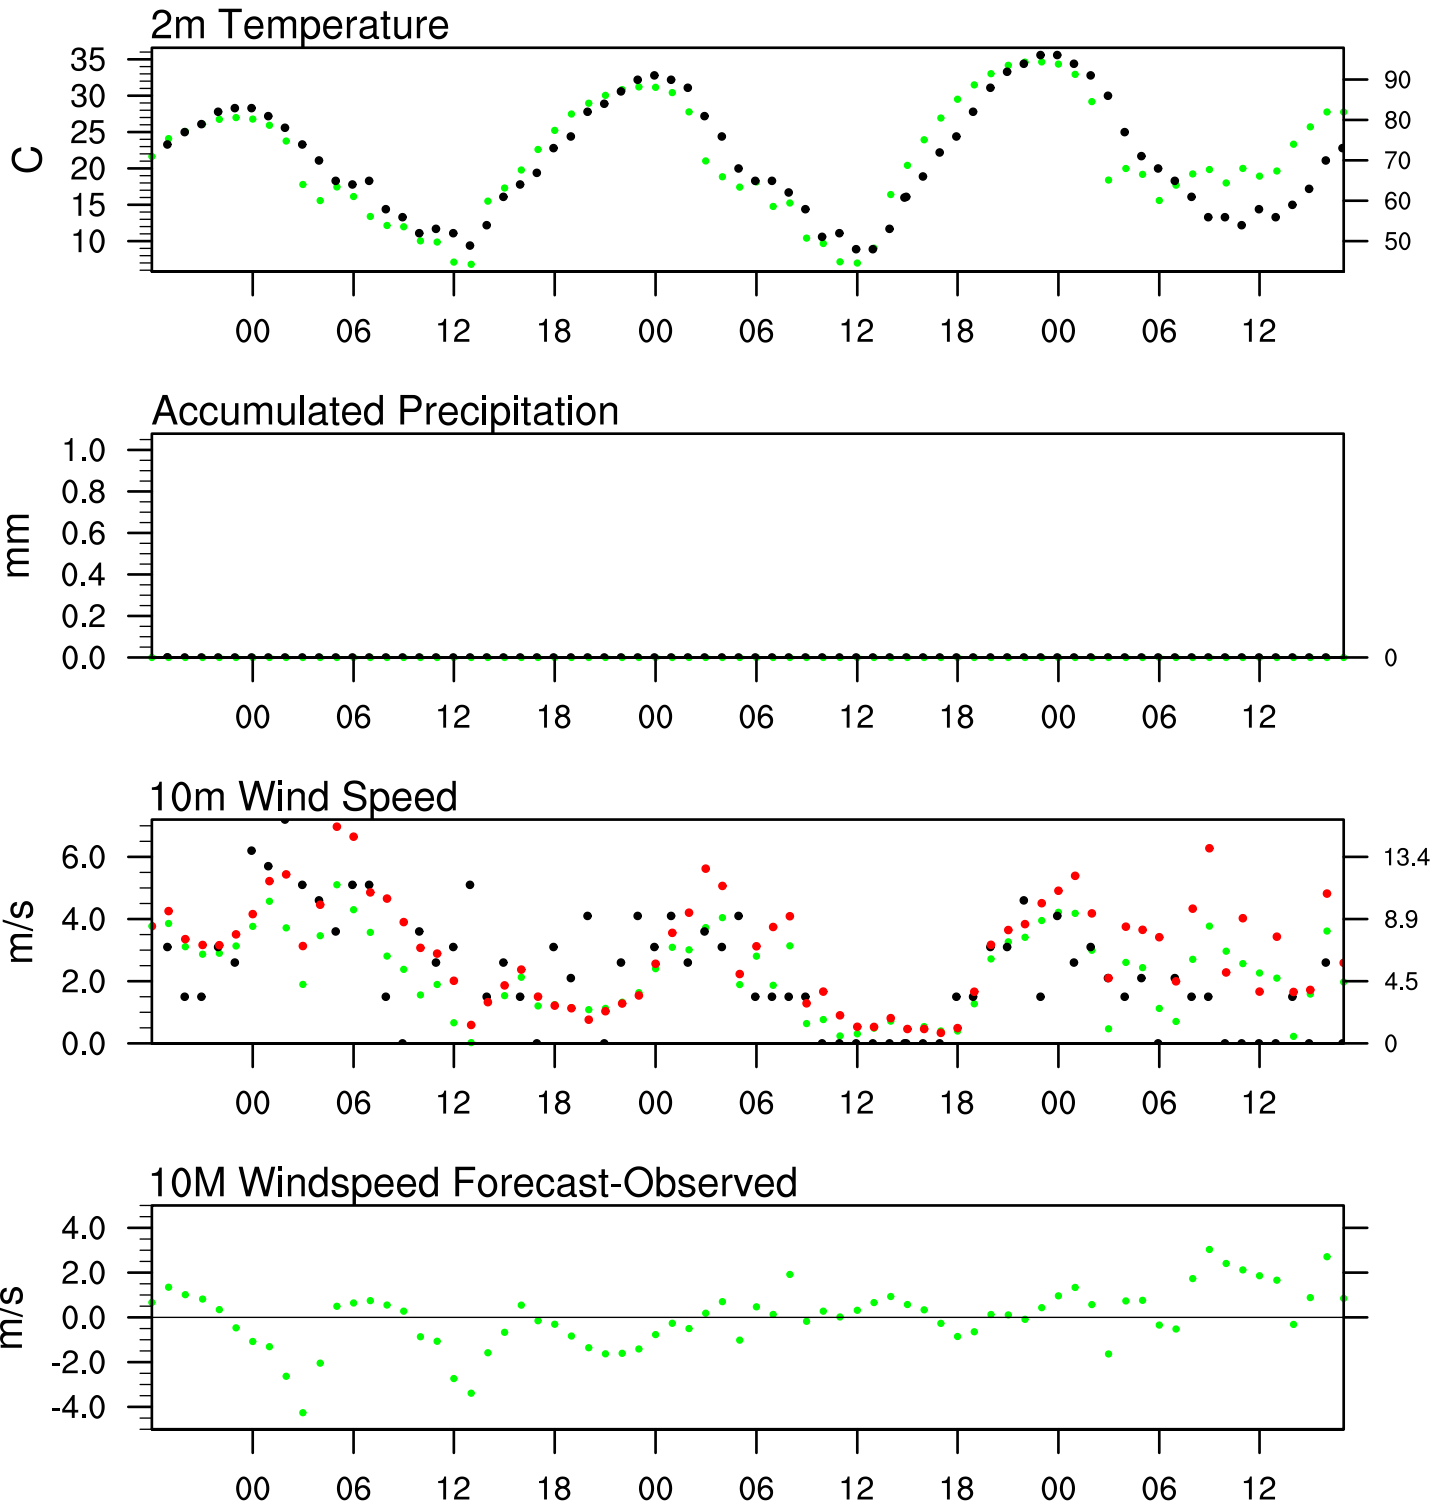 2m Temperature
35
30
25
20
15
10
C
90
80
70
60
50
00 06 12 18 00 06 12 18 00 06 12
Accumulated Precipitation
1.0
0.8
0.6
0.4
0.2
0.0
mm
0
00 06 12 18 00 06 12 18 00 06 12
10m Wind Speed
6.0
4.0
2.0
0.0
m/s
13.4
8.9
4.5
0
00 06 12 18 00 06 12 18 00 06 12
10M Windspeed Forecast-Observed
4.0
2.0
0.0
-2.0
-4.0
m/s
00 06 12 18 00 06 12 18 00 06 12